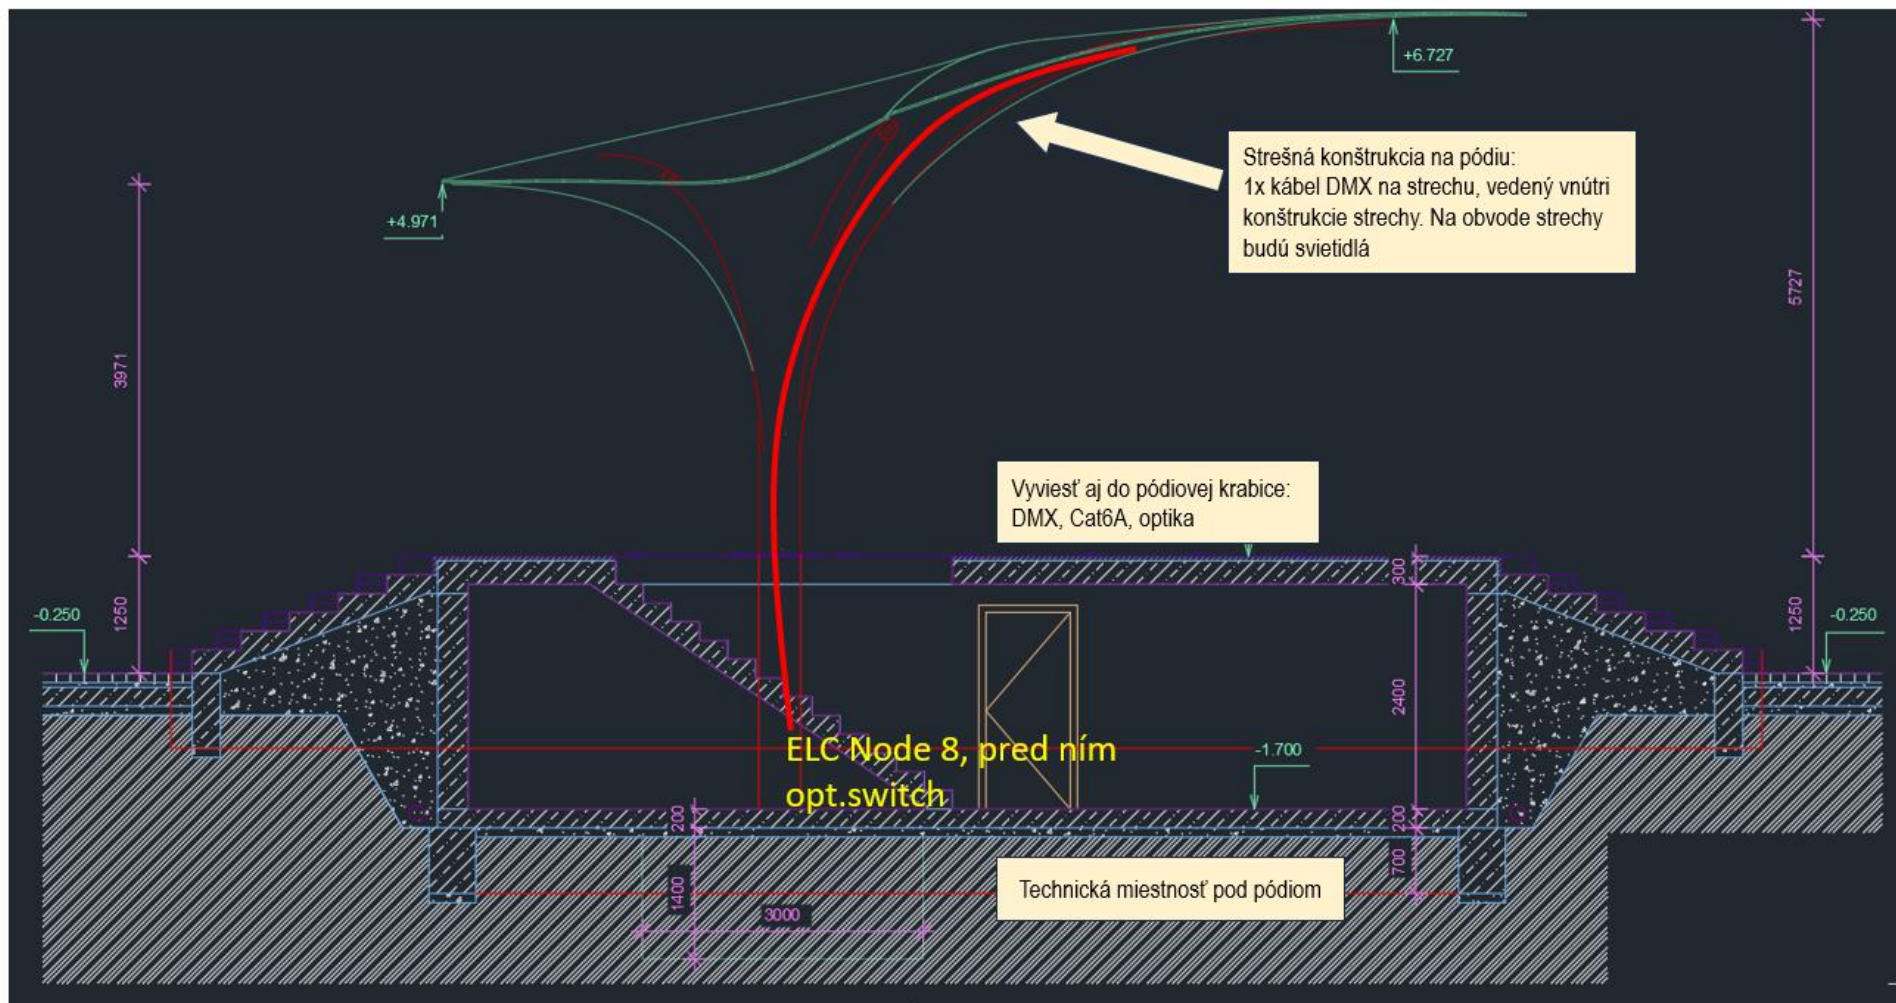 +6.727
Strešná konštrukcia na pódiu:
1x kábel DMX na strechu, vedený vnútri
konštrukcie strechy. Na obvode strechy
budú svietidlá
+4.971
5727
3971
Vyviesť aj do pódiovej krabice:
DMX, Cat6A, optika
300
-0.250
1250
1250
-0.250
2400
ELC Node 8, pred ním
opt.switch
-1.700
200
200
700
1400
Technická miestnosť pod pódiom
3000